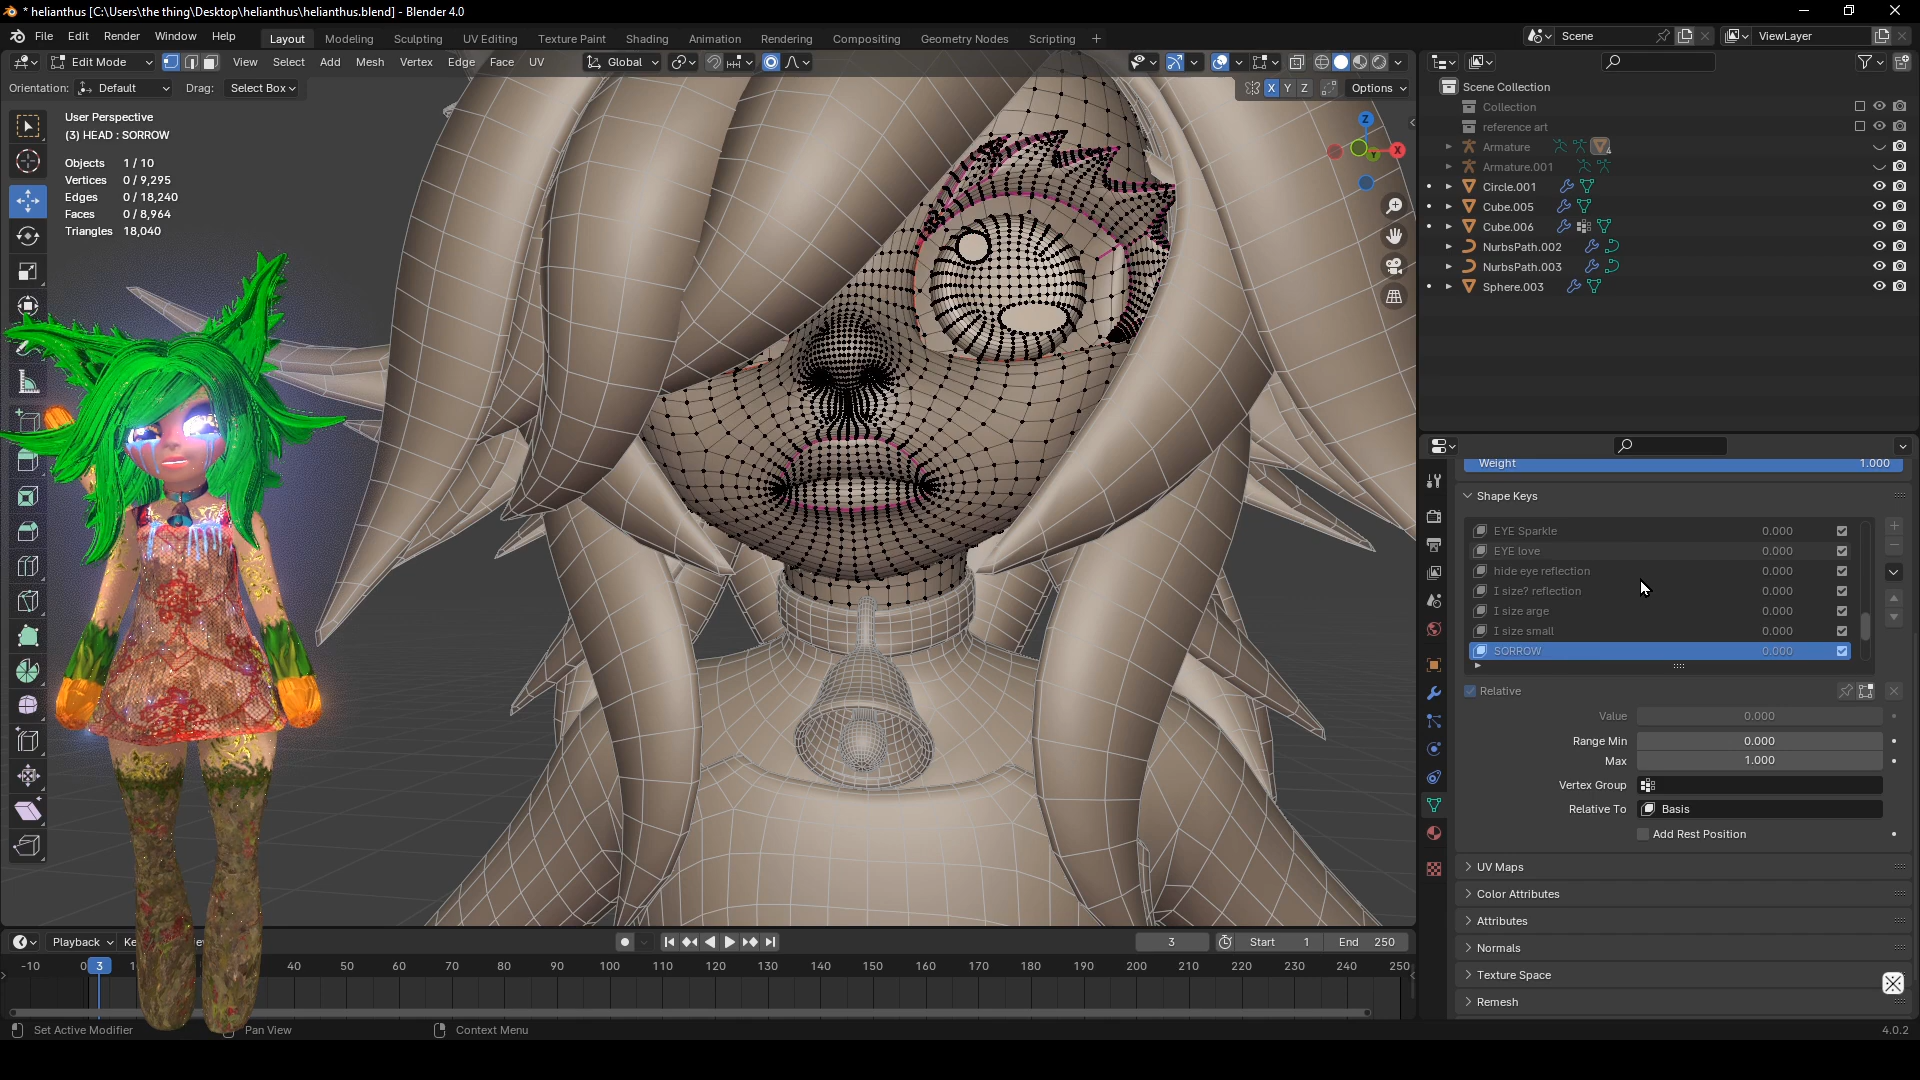 * helianthus [C:\Users\the thing\Desktop\helianthus\helianthus.blend] - Blender 4.0
File Edit Render Window Help Layout Modeling Sculpting UV Editing Texture Paint Shading Animation Rendering Compositing Geometry Nodes Scripting + Scene ViewLayer
Edit Mode View Select Add Mesh Vertex Edge Face UV Global
Orientation: Default Drag: Select Box X Y Z Options
User Perspective
(3) HEAD : SORROW
Objects 1 / 10
Vertices 0 / 9,295
Edges 0 / 18,240
Faces 0 / 8,964
Triangles 18,040
Z
X
Y
Scene Collection
Collection
reference art
Armature
Armature.001
Circle.001
Cube.005
Cube.006
NurbsPath.002
NurbsPath.003
Sphere.003
Weight 1.000
Shape Keys
EYE Sparkle 0.000
EYE love 0.000
hide eye reflection 0.000
I size? reflection 0.000
I size arge 0.000
I size small 0.000
SORROW 0.000
Relative
Value 0.000
Range Min 0.000
Max 1.000
Vertex Group
Relative To Basis
Add Rest Position
UV Maps
Color Attributes
Attributes
Normals
Texture Space
Remesh
Playback 3 Start 1 End 250
-10 0 3 40 50 60 70 80 90 100 110 120 130 140 150 160 170 180 190 200 210 220 230 240 250
Set Active Modifier Pan View Context Menu 4.0.2